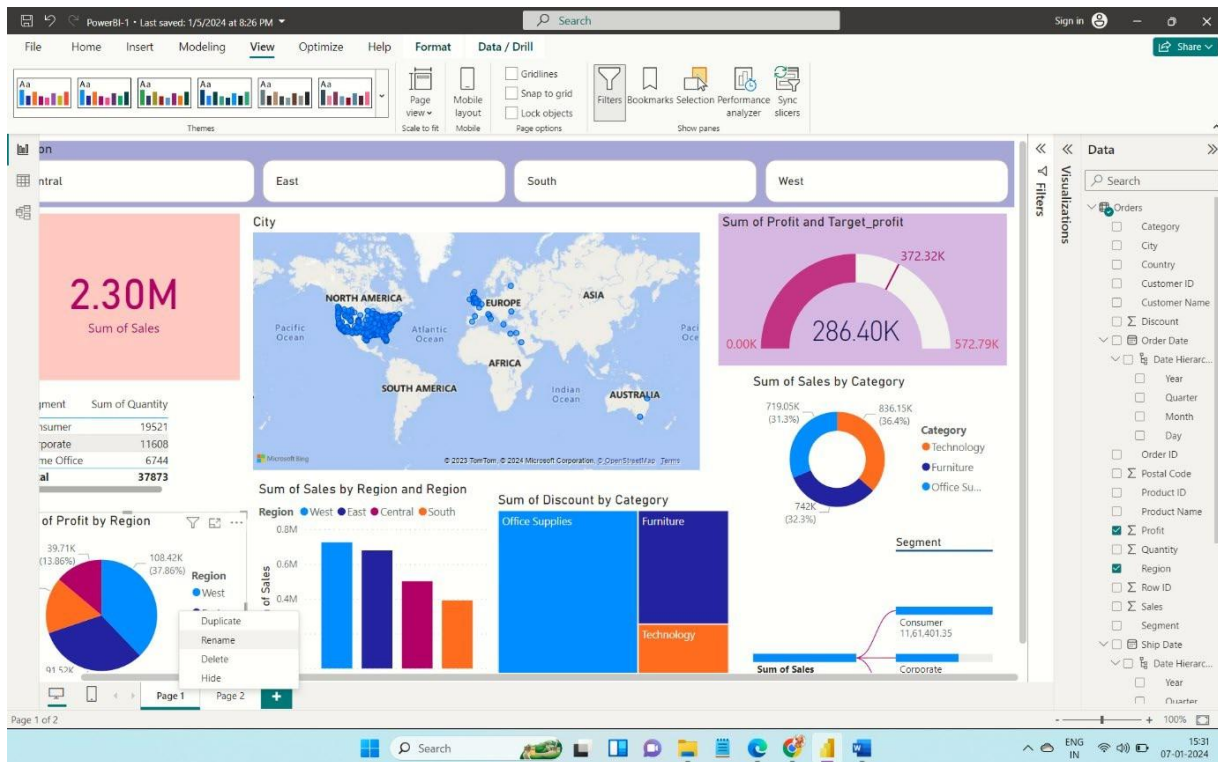 PowerBI-1 • Last saved: 1/5/2024 at 8:26 PM
Search
Sign in
File Home Insert Modeling View Optimize Help Format Data / Drill
Share
Aa Aa Aa Aa Aa Aa
Themes
Page view
Scale to fit
Mobile layout
Mobile
Gridlines
Snap to grid
Lock objects
Page options
Filters Bookmarks Selection Performance analyzer Sync slicers
Show panes
on
ntral
East
South
West
2.30M
Sum of Sales
City
NORTH AMERICA
EUROPE
ASIA
Pacific Ocean
Atlantic Ocean
Paci
Oce
AFRICA
SOUTH AMERICA
Indian Ocean
AUSTRALIA
Microsoft Bing
© 2023 TomTom, © 2024 Microsoft Corporation, © OpenStreetMap Terms
Sum of Profit and Target_profit
372.32K
286.40K
0.00K
572.79K
gment Sum of Quantity
nsumer 19521
rporate 11608
me Office 6744
al 37873
Sum of Sales by Category
719.05K
(31.3%)
836.15K
(36.4%)
742K
(32.3%)
Category
Technology
Furniture
Office Su...
of Profit by Region
39.71K
(13.86%)
108.42K
(37.86%)
91.52K
Region
West
Duplicate
Rename
Delete
Hide
Sum of Sales by Region and Region
Region West East Central South
0.8M
0.6M
0.4M
m of Sales
Sum of Discount by Category
Office Supplies
Furniture
Technology
Segment
Consumer
11,61,401.35
Sum of Sales
Corporate
Filters
Visualizations
Data
Search
Orders
Category
City
Country
Customer ID
Customer Name
Discount
Order Date
Date Hierarc...
Year
Quarter
Month
Day
Order ID
Postal Code
Product ID
Product Name
Profit
Quantity
Region
Row ID
Sales
Segment
Ship Date
Date Hierarc...
Year
Quarter
Page 1
Page 2
Page 1 of 2
100%
Search
ENG
IN
15:31
07-01-2024